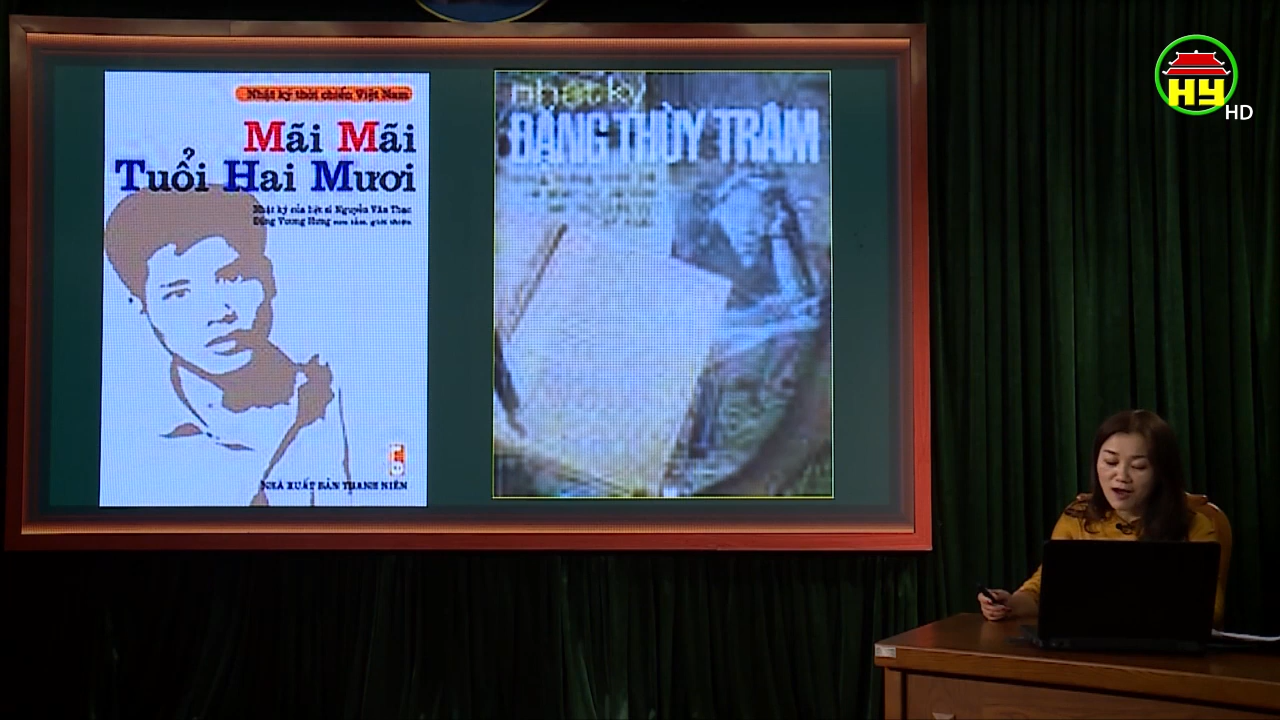 Nhật ký thời chiến Việt Nam
Mãi Mãi
Tuổi Hai Mươi
Nhật ký của liệt sĩ Nguyễn Văn Thạc
Đặng Vương Hưng sưu tầm, giới thiệu
NHÀ XUẤT BẢN THANH NIÊN
nhật ký
ĐẶNG THÙY TRÂM
HY
HD